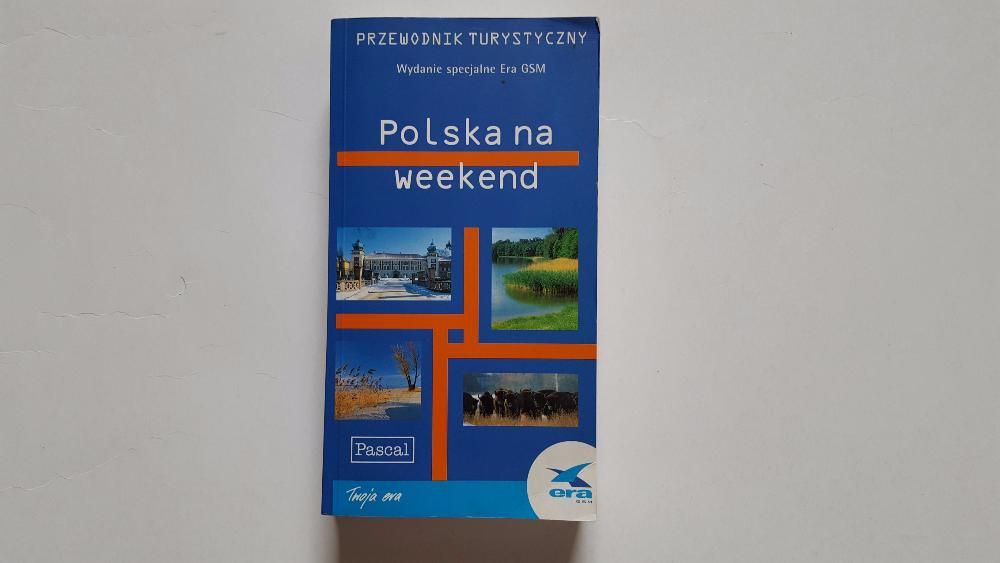 PRZEWODNIK TURYSTYCZNY
Wydanie specjalne Era GSM
Polska na
weekend
Pascal
Twoja era
era
GSM